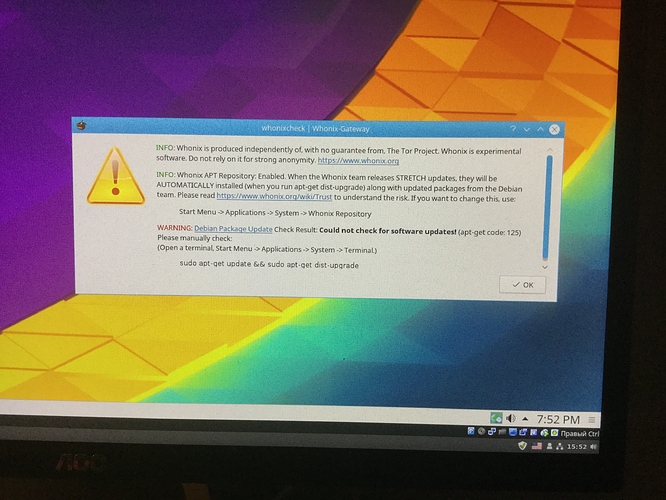 whonixcheck | Whonix-Gateway
INFO: Whonix is produced independently of, with no guarantee from, The Tor Project. Whonix is experimental
software. Do not rely on it for strong anonymity. https://www.whonix.org
INFO: Whonix APT Repository: Enabled. When the Whonix team releases STRETCH updates, they will be
AUTOMATICALLY installed (when you run apt-get dist-upgrade) along with updated packages from the Debian
team. Please read https://www.whonix.org/wiki/Trust to understand the risk. If you want to change this, use:
Start Menu -> Applications -> System -> Whonix Repository
WARNING: Debian Package Update Check Result: Could not check for software updates! (apt-get code: 125)
Please manually check:
(Open a terminal, Start Menu -> Applications -> System -> Terminal.)
sudo apt-get update && sudo apt-get dist-upgrade
OK
7:52 PM
Правый Ctrl
15:52
AOC